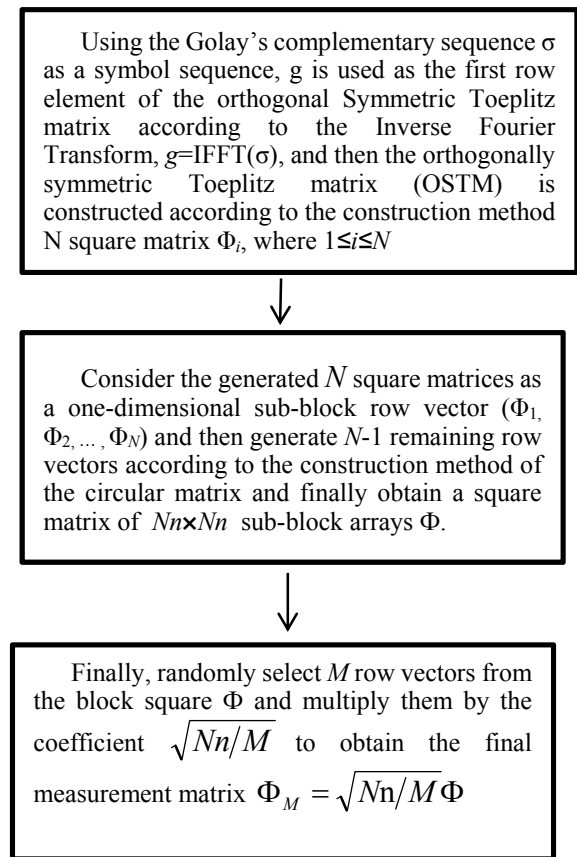 Using the Golay's complementary sequence σ
as a symbol sequence, g is used as the first row
element of the orthogonal Symmetric Toeplitz
matrix according to the Inverse Fourier
Transform, g=IFFT(σ), and then the orthogonally
symmetric Toeplitz matrix (OSTM) is
constructed according to the construction method
N square matrix Φᵢ, where 1≤i≤N
Consider the generated N square matrices as
a one-dimensional sub-block row vector (Φ₁,
Φ₂, ... , Φ_N) and then generate N-1 remaining row
vectors according to the construction method of
the circular matrix and finally obtain a square
matrix of Nn×Nn sub-block arrays Φ.
Finally, randomly select M row vectors from
the block square Φ and multiply them by the
coefficient √(Nn/M) to obtain the final
measurement matrix Φ_M = √(Nn/M)Φ